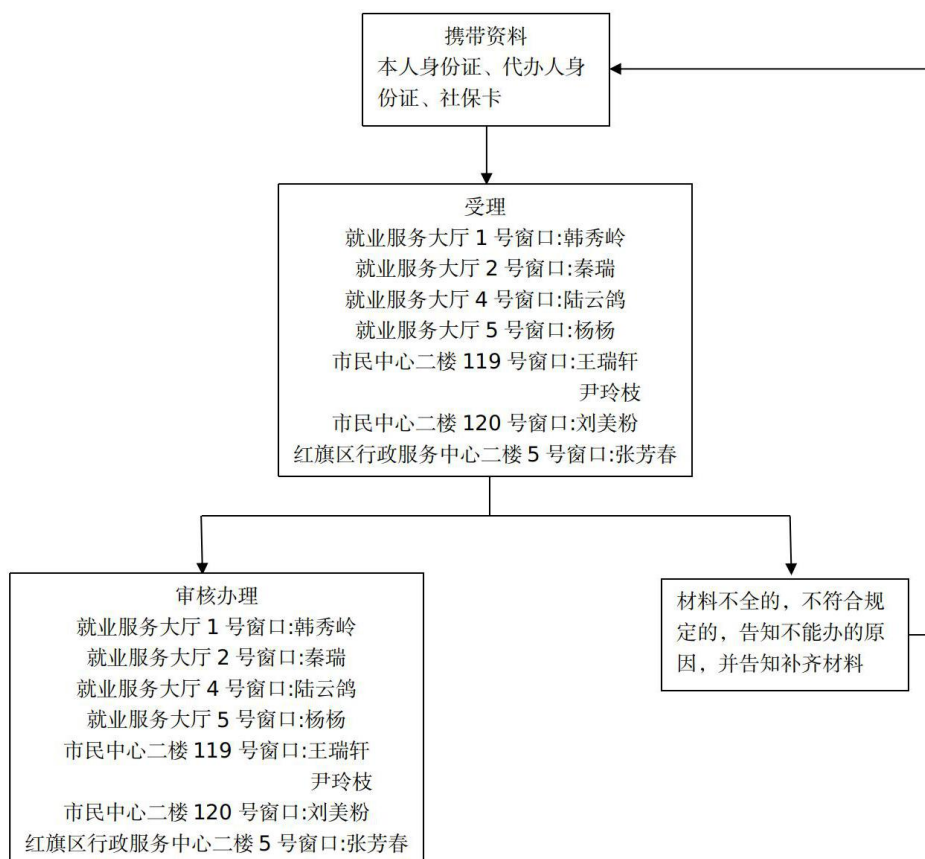 携带资料
本人身份证、代办人身
份证、社保卡
受理
就业服务大厅 1 号窗口:韩秀岭
就业服务大厅 2 号窗口:秦瑞
就业服务大厅 4 号窗口:陆云鸽
就业服务大厅 5 号窗口:杨杨
市民中心二楼 119 号窗口:王瑞轩
尹玲枝
市民中心二楼 120 号窗口:刘美粉
红旗区行政服务中心二楼 5 号窗口:张芳春
审核办理
就业服务大厅 1 号窗口:韩秀岭
就业服务大厅 2 号窗口:秦瑞
就业服务大厅 4 号窗口:陆云鸽
就业服务大厅 5 号窗口:杨杨
市民中心二楼 119 号窗口:王瑞轩
尹玲枝
市民中心二楼 120 号窗口:刘美粉
红旗区行政服务中心二楼 5 号窗口:张芳春
材料不全的，不符合规
定的，告知不能办的原
因，并告知补齐材料